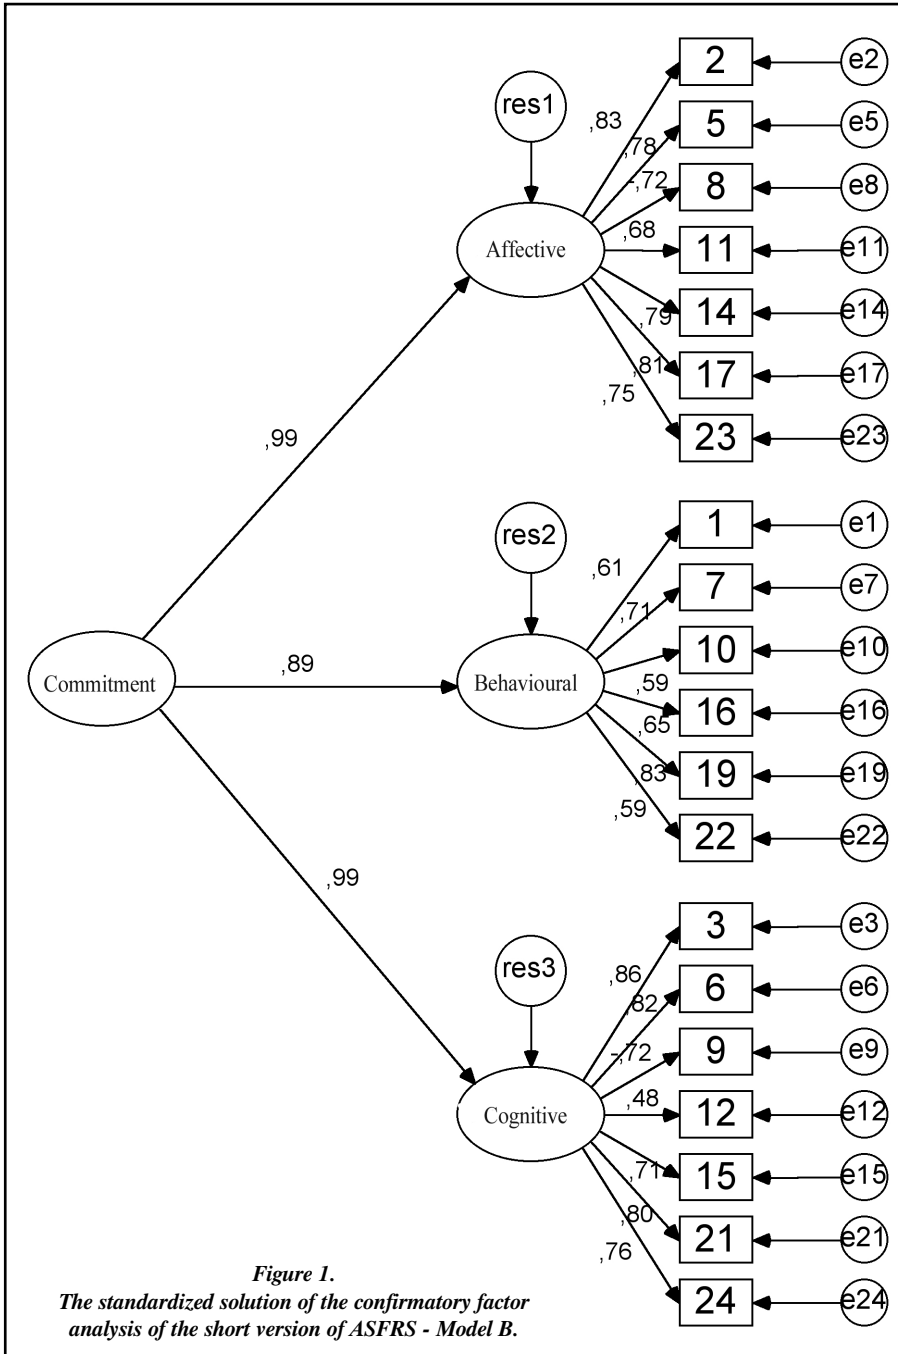 2
e2
res1
,83
5
e5
,78
-,72
8
e8
,68
Affective
11
e11
,79
14
e14
,81
17
e17
,75
23
e23
,99
1
e1
res2
,61
7
e7
,71
10
e10
,89
Commitment
Behavioural
,59
16
e16
,65
19
e19
,83
,59
22
e22
,99
3
e3
res3
,86
6
e6
,82
-,72
9
e9
,48
Cognitive
12
e12
,71
15
e15
,80
21
e21
,76
24
e24
Figure 1.
The standardized solution of the confirmatory factor
analysis of the short version of ASFRS - Model B.